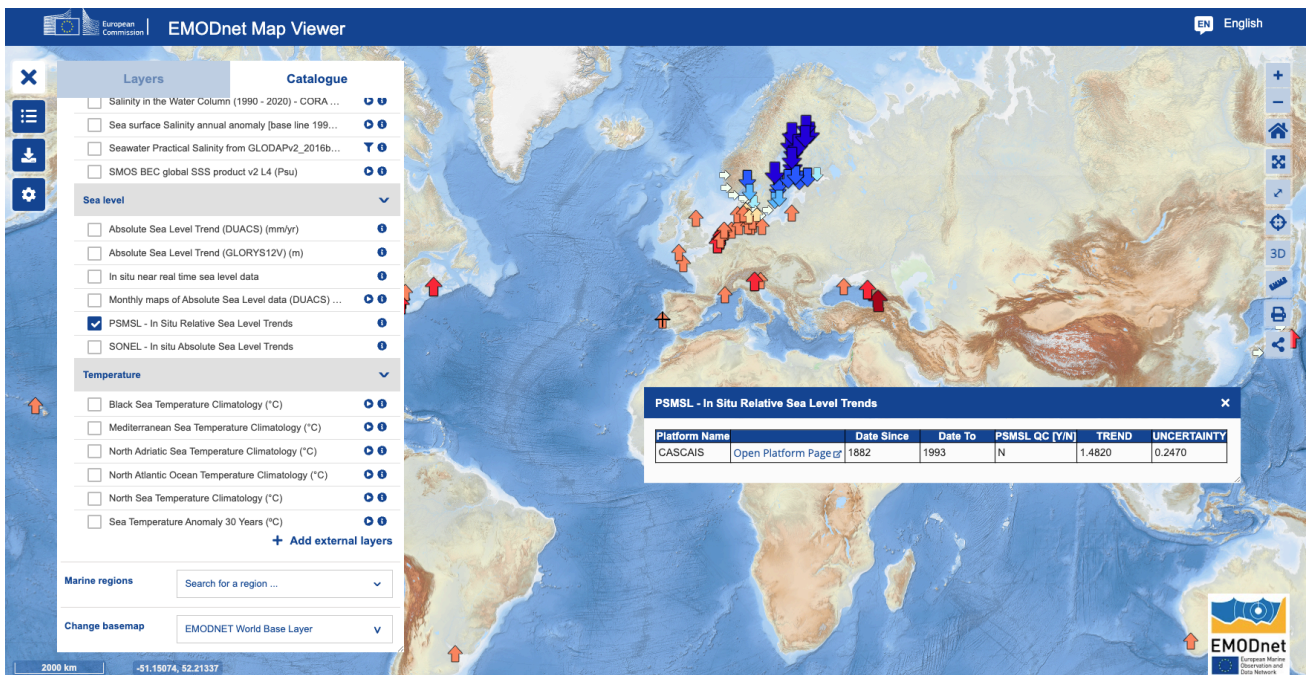 European
Commission
EMODnet Map Viewer
EN English
Layers
Catalogue
Salinity in the Water Column (1990 - 2020) - CORA ...
Sea surface Salinity annual anomaly [base line 199...
Seawater Practical Salinity from GLODAPv2_2016b...
SMOS BEC global SSS product v2 L4 (Psu)
Sea level
Absolute Sea Level Trend (DUACS) (mm/yr)
Absolute Sea Level Trend (GLORYS12V) (m)
In situ near real time sea level data
Monthly maps of Absolute Sea Level data (DUACS) ...
PSMSL - In Situ Relative Sea Level Trends
SONEL - In situ Absolute Sea Level Trends
Temperature
Black Sea Temperature Climatology (°C)
Mediterranean Sea Temperature Climatology (°C)
North Adriatic Sea Temperature Climatology (°C)
North Atlantic Ocean Temperature Climatology (°C)
North Sea Temperature Climatology (°C)
Sea Temperature Anomaly 30 Years (°C)
+ Add external layers
Marine regions
Search for a region ...
Change basemap
EMODNET World Base Layer
2000 km
-51.15074, 52.21337
3D
PSMSL - In Situ Relative Sea Level Trends
Platform Name Date Since Date To PSMSL QC [Y/N] TREND UNCERTAINTY
CASCAIS Open Platform Page 1882 1993 N 1.4820 0.2470
EMODnet
European Marine
Observation and
Data Network